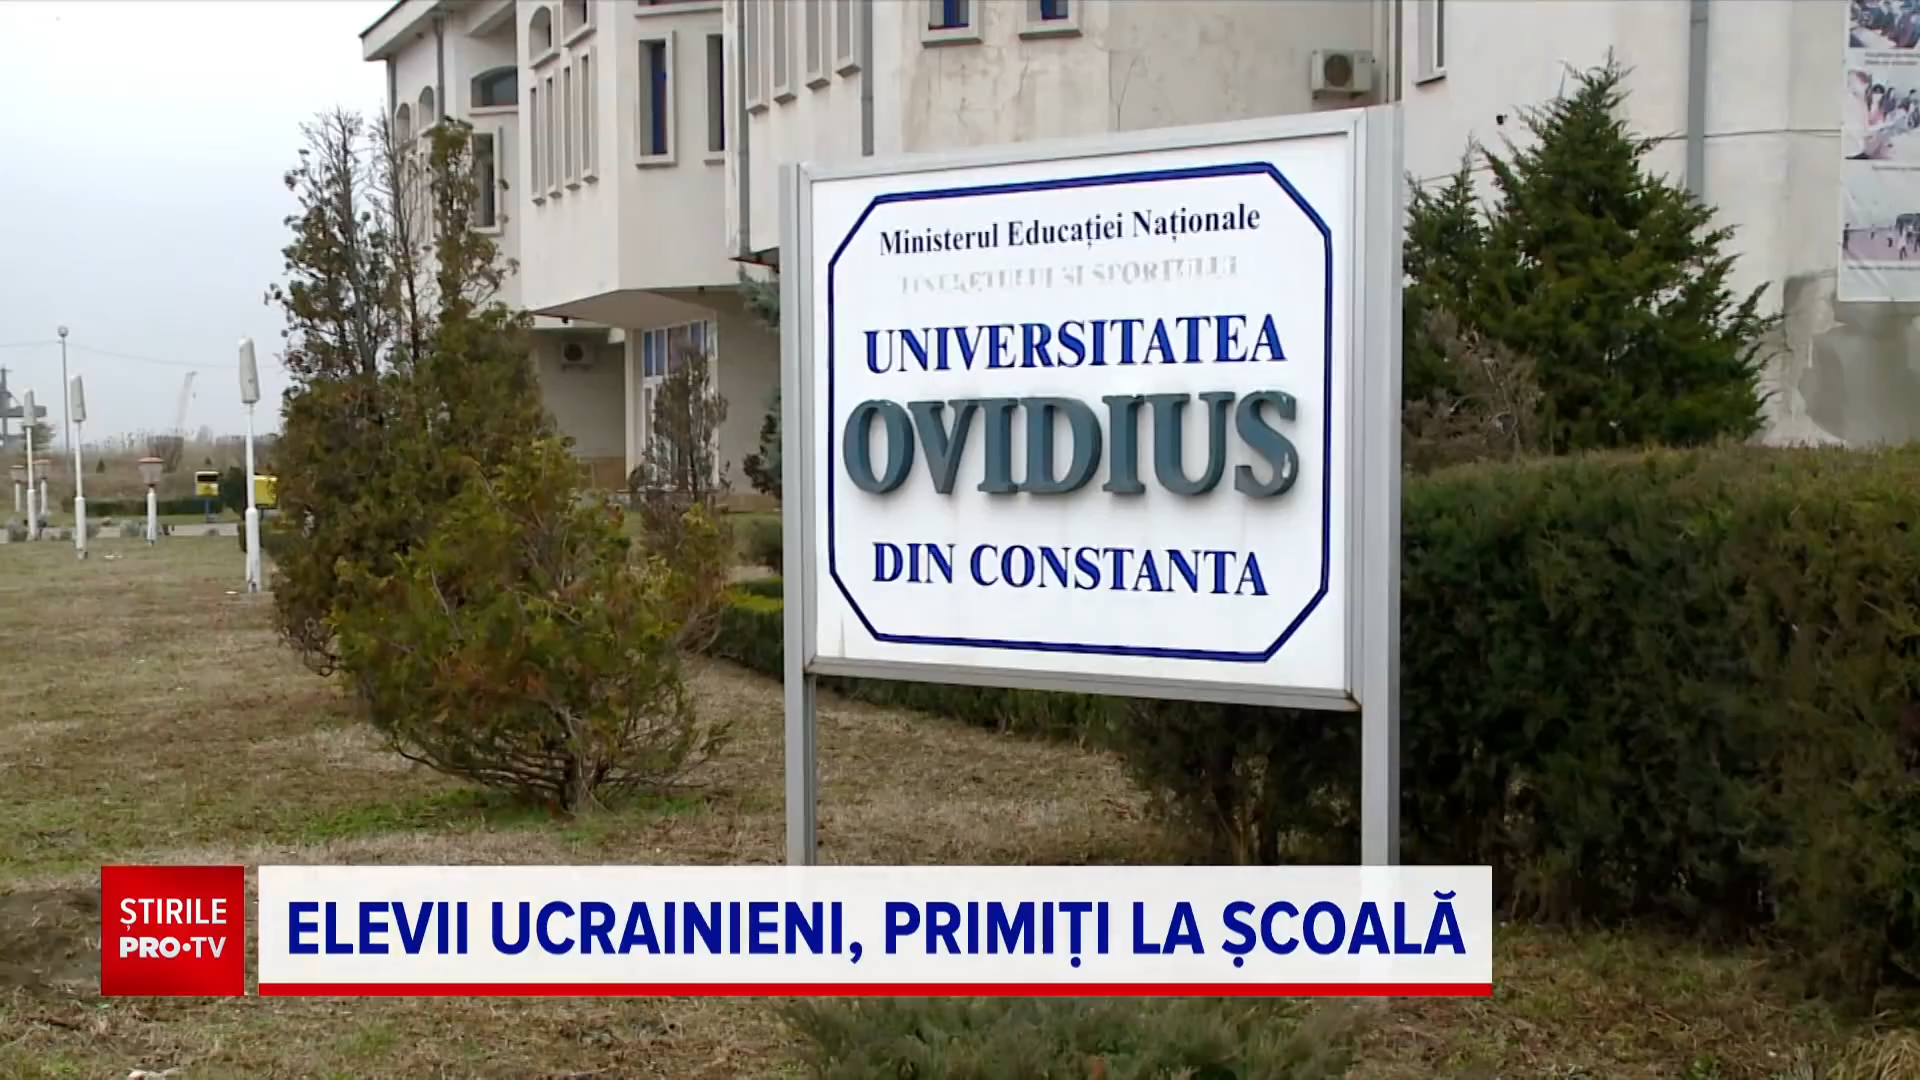 Ministerul Educației Naționale
UNIVERSITATEA
OVIDIUS
DIN CONSTANTA
ȘTIRILE
PRO•TV
ELEVII UCRAINIENI, PRIMIȚI LA ȘCOALĂ